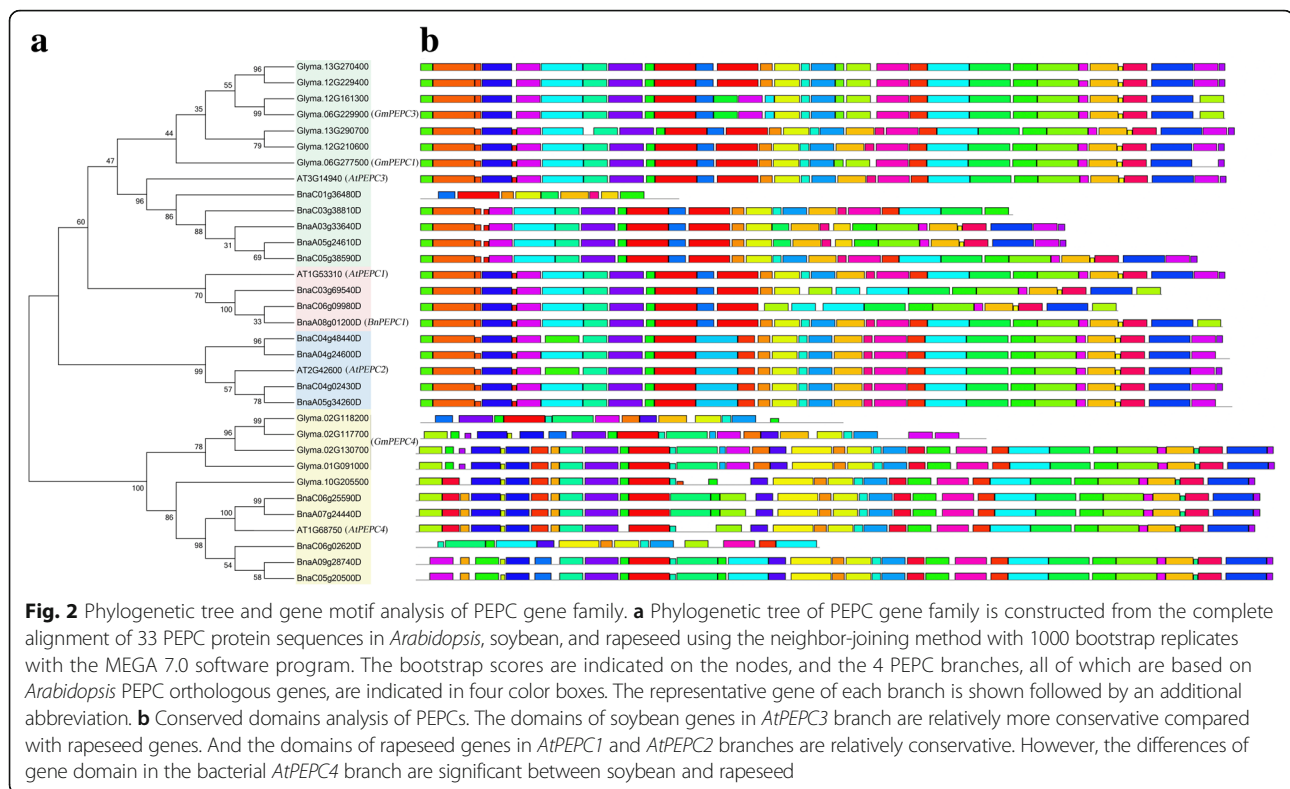 a
b
96
Glyma.13G270400
55
Glyma.12G229400
35
Glyma.12G161300
99
Glyma.06G229900 (GmPEPC3)
44
Glyma.13G290700
79
Glyma.12G210600
47
Glyma.06G277500 (GmPEPC1)
AT3G14940 (AtPEPC3)
96
BnaC01g36480D
60
86
BnaC03g38810D
88
BnaA03g33640D
31
BnaA05g24610D
69
BnaC05g38590D
AT1G53310 (AtPEPC1)
70
BnaC03g69540D
100
BnaC06g09980D
33
BnaA08g01200D (BnPEPC1)
96
BnaC04g48440D
BnaA04g24600D
99
AT2G42600 (AtPEPC2)
57
BnaC04g02430D
78
BnaA05g34260D
99
Glyma.02G118200
96
Glyma.02G117700
(GmPEPC4)
78
Glyma.02G130700
Glyma.01G091000
100
Glyma.10G205500
99
BnaC06g25590D
100
BnaA07g24440D
86
AT1G68750 (AtPEPC4)
98
BnaC06g02620D
54
BnaA09g28740D
58
BnaC05g20500D
Fig. 2 Phylogenetic tree and gene motif analysis of PEPC gene family. a Phylogenetic tree of PEPC gene family is constructed from the complete
alignment of 33 PEPC protein sequences in Arabidopsis, soybean, and rapeseed using the neighbor-joining method with 1000 bootstrap replicates
with the MEGA 7.0 software program. The bootstrap scores are indicated on the nodes, and the 4 PEPC branches, all of which are based on
Arabidopsis PEPC orthologous genes, are indicated in four color boxes. The representative gene of each branch is shown followed by an additional
abbreviation. b Conserved domains analysis of PEPCs. The domains of soybean genes in AtPEPC3 branch are relatively more conservative compared
with rapeseed genes. And the domains of rapeseed genes in AtPEPC1 and AtPEPC2 branches are relatively conservative. However, the differences of
gene domain in the bacterial AtPEPC4 branch are significant between soybean and rapeseed